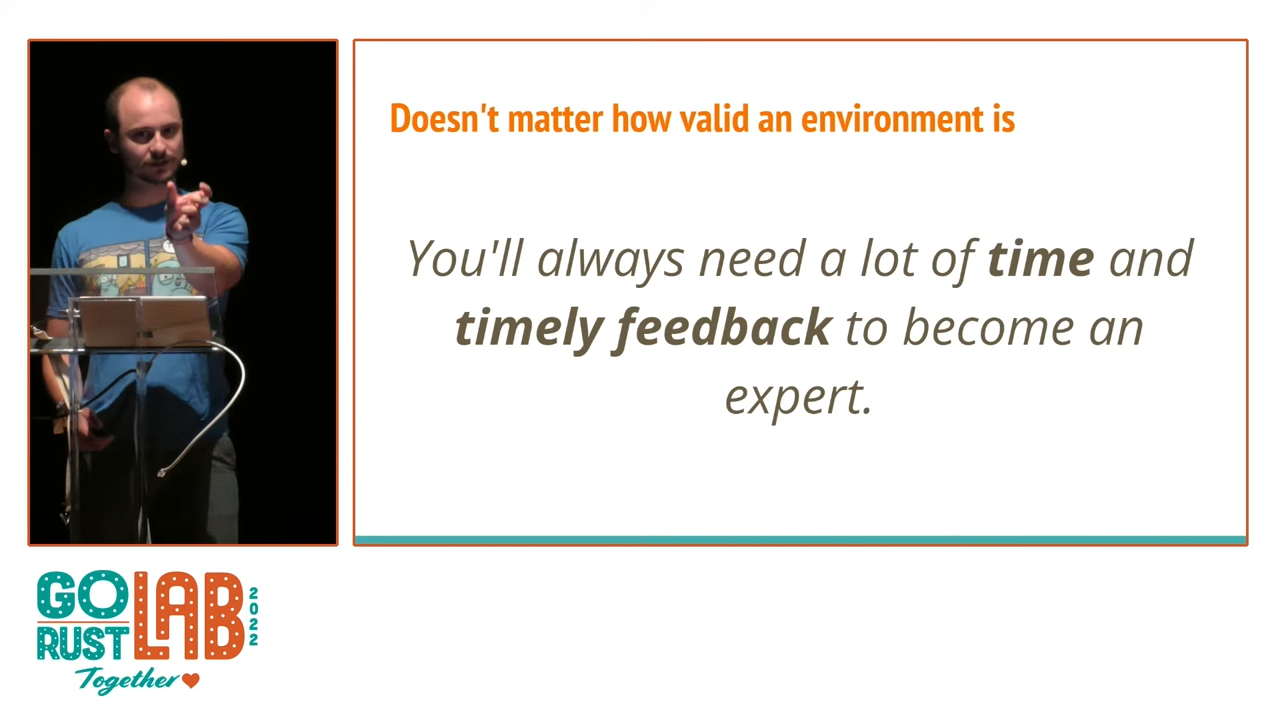 Doesn't matter how valid an environment is
You'll always need a lot of time and
timely feedback to become an
expert.
GO LAB 2022
RUST
Together